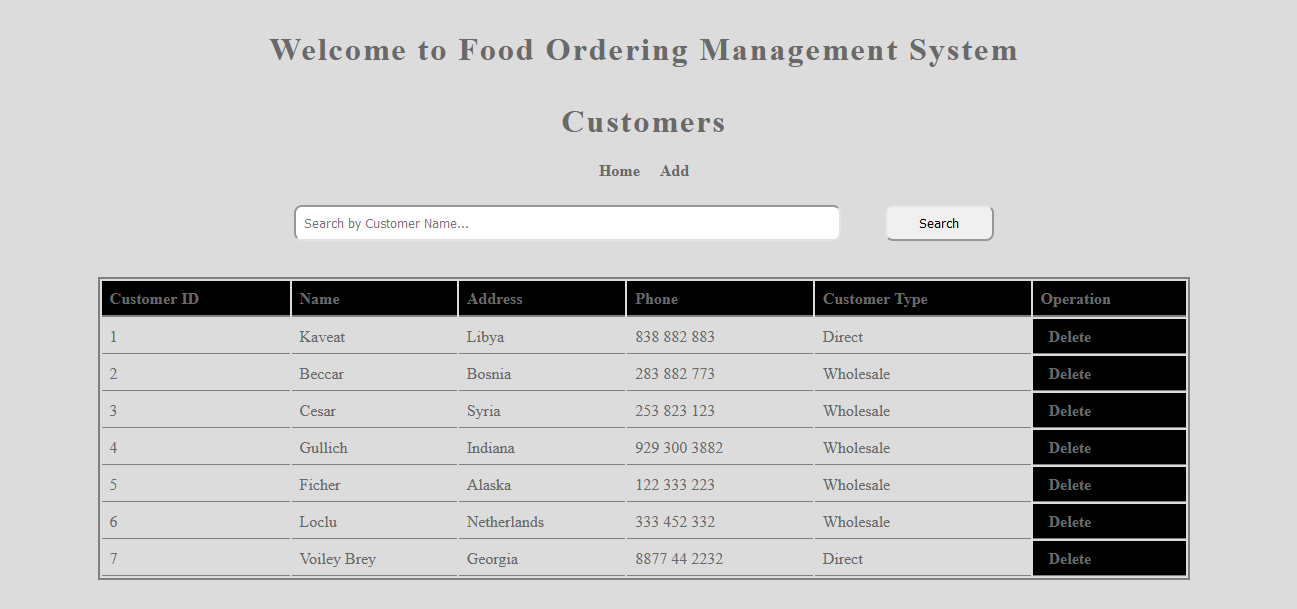 Welcome to Food Ordering Management System
Customers
Home Add
Search by Customer Name... Search
Customer ID Name Address Phone Customer Type Operation
1 Kaveat Libya 838 882 883 Direct Delete
2 Beccar Bosnia 283 882 773 Wholesale Delete
3 Cesar Syria 253 823 123 Wholesale Delete
4 Gullich Indiana 929 300 3882 Wholesale Delete
5 Ficher Alaska 122 333 223 Wholesale Delete
6 Loclu Netherlands 333 452 332 Wholesale Delete
7 Voiley Brey Georgia 8877 44 2232 Direct Delete